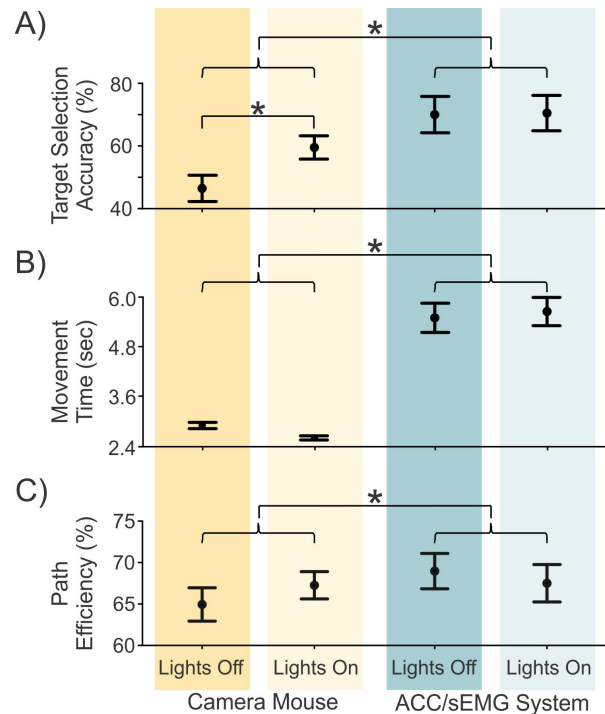 A)
*
Target Selection
Accuracy (%)
80
*
60
40
B)
*
Movement
Time (sec)
6.0
4.8
3.6
2.4
C)
*
Path
Efficiency (%)
75
70
65
60
Lights Off Lights On Lights Off Lights On
Camera Mouse ACC/sEMG System